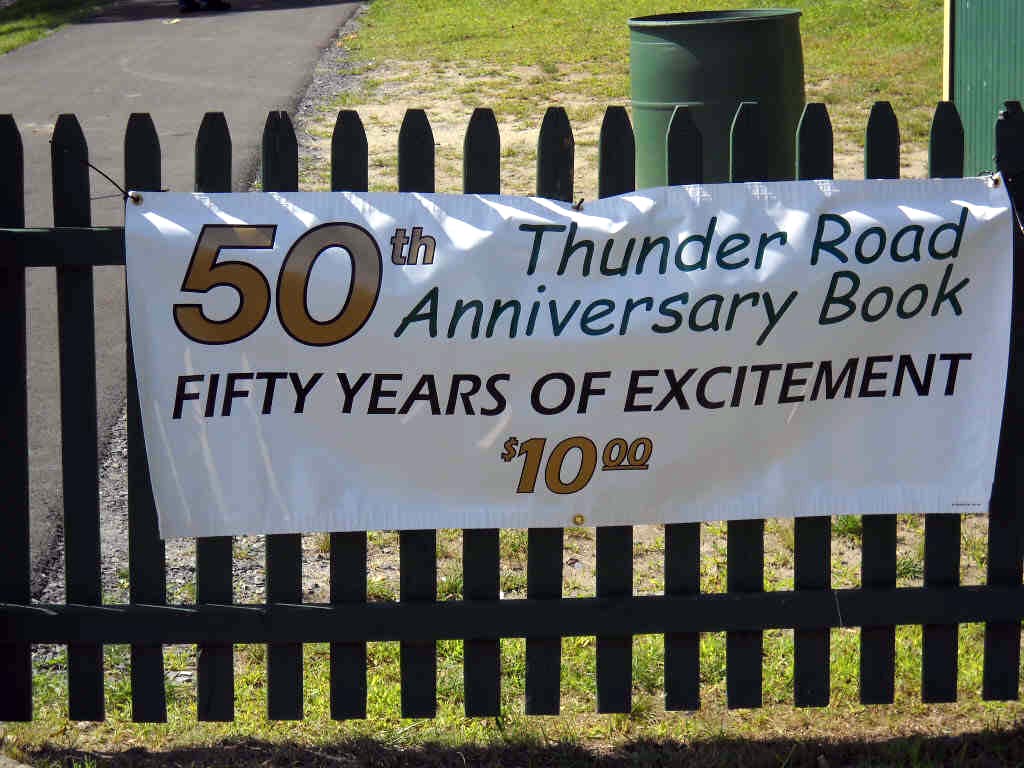 50th Thunder Road
Anniversary Book
FIFTY YEARS OF EXCITEMENT
$10.00